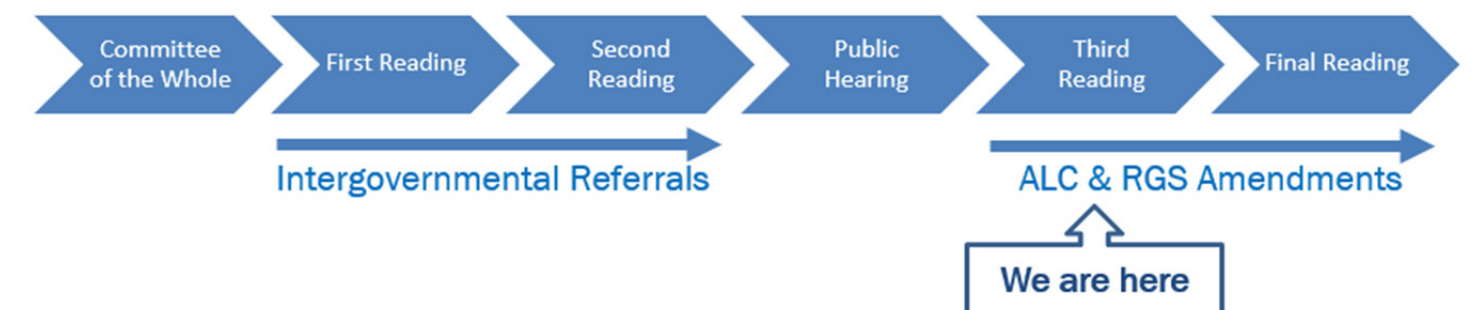 Committee
of the Whole
First Reading
Second
Reading
Public
Hearing
Third
Reading
Final Reading
Intergovernmental Referrals
ALC & RGS Amendments
We are here